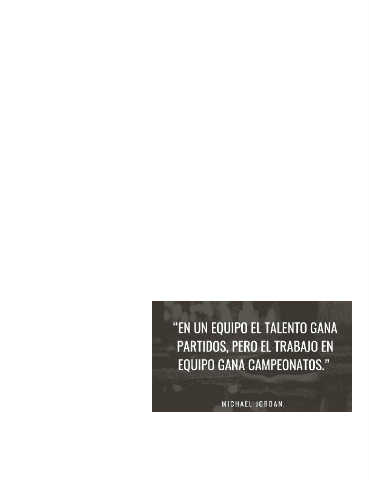 “EN UN EQUIPO EL TALENTO GANA
PARTIDOS, PERO EL TRABAJO EN
EQUIPO GANA CAMPEONATOS.”
MICHAEL JORDAN.